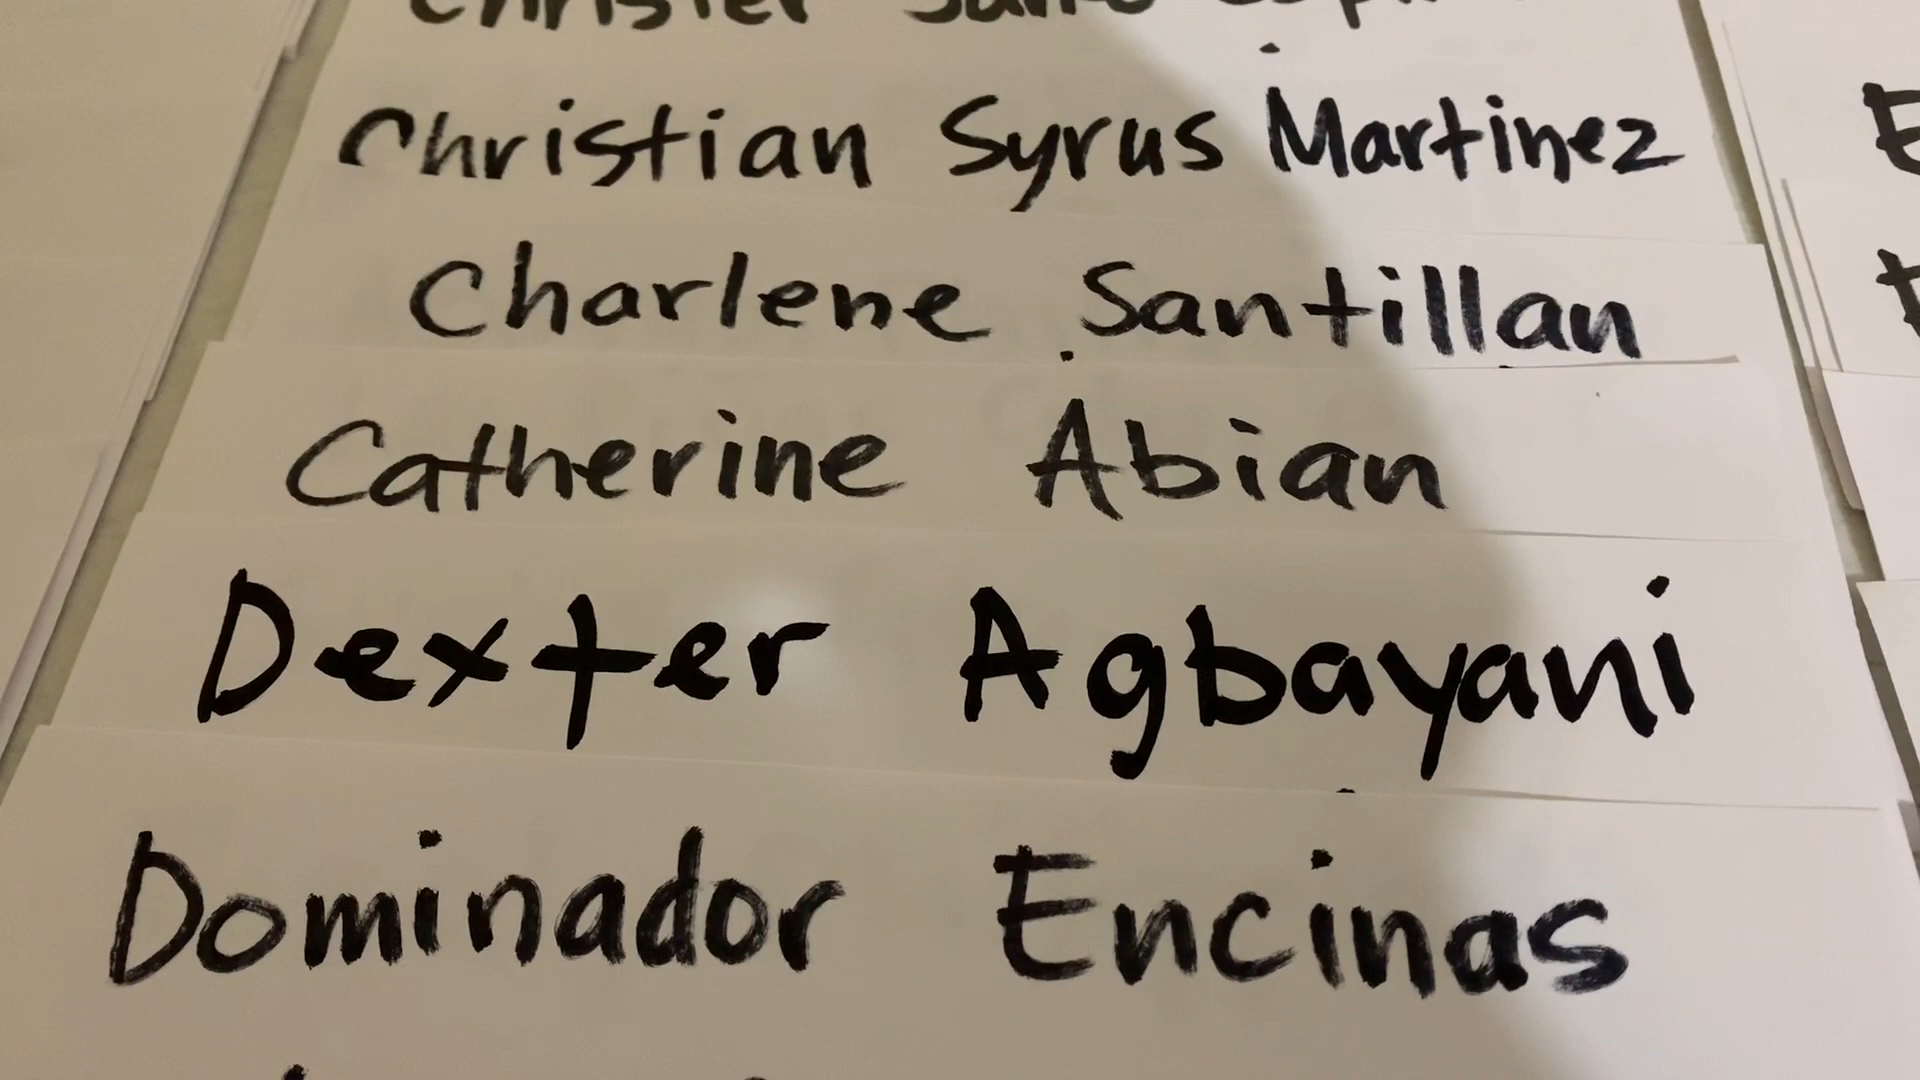 Christian Syrus Martinez
Charlene Santillan
Catherine Abian
Dexter Agbayani
Dominador Encinas